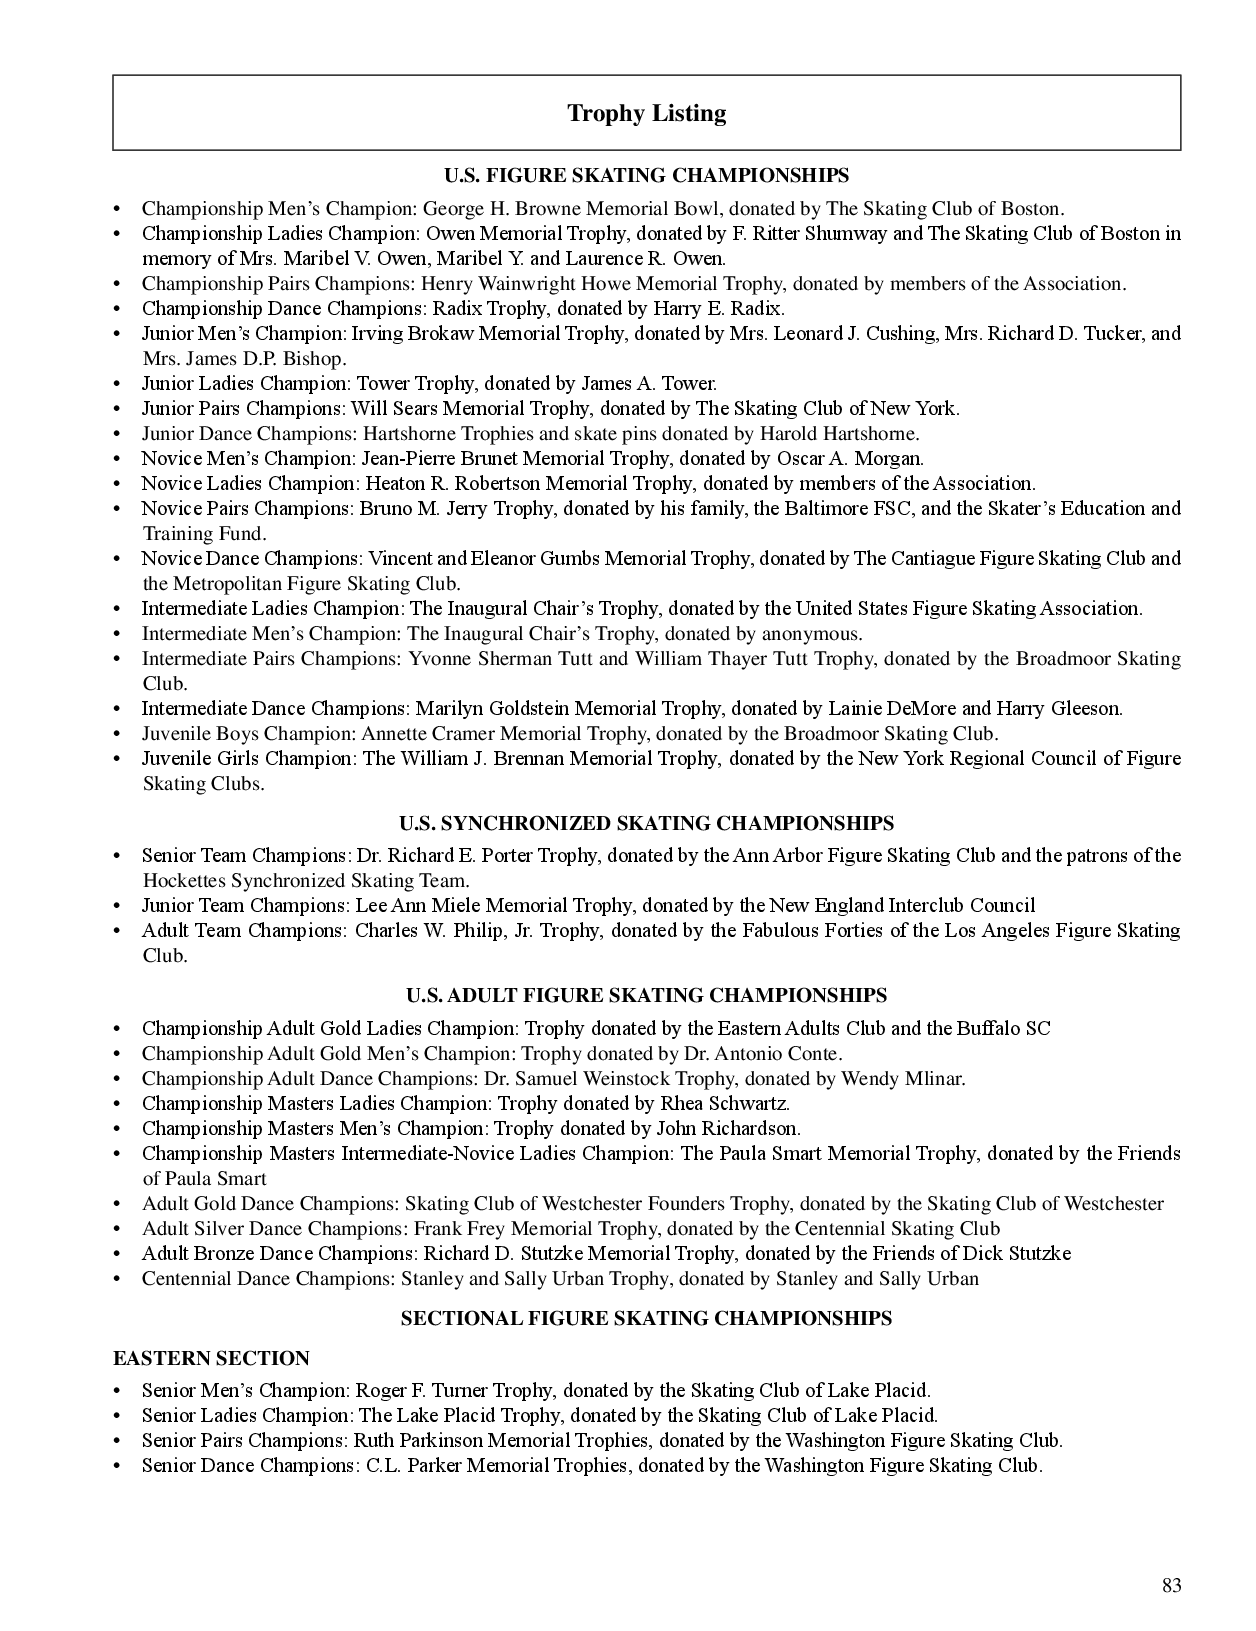 Trophy Listing
U.S. FIGURE SKATING CHAMPIONSHIPS
• Championship Men’s Champion: George H. Browne Memorial Bowl, donated by The Skating Club of Boston.
• Championship Ladies Champion: Owen Memorial Trophy, donated by F. Ritter Shumway and The Skating Club of Boston in
memory of Mrs. Maribel V. Owen, Maribel Y. and Laurence R. Owen.
• Championship Pairs Champions: Henry Wainwright Howe Memorial Trophy, donated by members of the Association.
• Championship Dance Champions: Radix Trophy, donated by Harry E. Radix.
• Junior Men’s Champion: Irving Brokaw Memorial Trophy, donated by Mrs. Leonard J. Cushing, Mrs. Richard D. Tucker, and
Mrs. James D.P. Bishop.
• Junior Ladies Champion: Tower Trophy, donated by James A. Tower.
• Junior Pairs Champions: Will Sears Memorial Trophy, donated by The Skating Club of New York.
• Junior Dance Champions: Hartshorne Trophies and skate pins donated by Harold Hartshorne.
• Novice Men’s Champion: Jean-Pierre Brunet Memorial Trophy, donated by Oscar A. Morgan.
• Novice Ladies Champion: Heaton R. Robertson Memorial Trophy, donated by members of the Association.
• Novice Pairs Champions: Bruno M. Jerry Trophy, donated by his family, the Baltimore FSC, and the Skater’s Education and
Training Fund.
• Novice Dance Champions: Vincent and Eleanor Gumbs Memorial Trophy, donated by The Cantiague Figure Skating Club and
the Metropolitan Figure Skating Club.
• Intermediate Ladies Champion: The Inaugural Chair’s Trophy, donated by the United States Figure Skating Association.
• Intermediate Men’s Champion: The Inaugural Chair’s Trophy, donated by anonymous.
• Intermediate Pairs Champions: Yvonne Sherman Tutt and William Thayer Tutt Trophy, donated by the Broadmoor Skating
Club.
• Intermediate Dance Champions: Marilyn Goldstein Memorial Trophy, donated by Lainie DeMore and Harry Gleeson.
• Juvenile Boys Champion: Annette Cramer Memorial Trophy, donated by the Broadmoor Skating Club.
• Juvenile Girls Champion: The William J. Brennan Memorial Trophy, donated by the New York Regional Council of Figure
Skating Clubs.
U.S. SYNCHRONIZED SKATING CHAMPIONSHIPS
• Senior Team Champions: Dr. Richard E. Porter Trophy, donated by the Ann Arbor Figure Skating Club and the patrons of the
Hockettes Synchronized Skating Team.
• Junior Team Champions: Lee Ann Miele Memorial Trophy, donated by the New England Interclub Council
• Adult Team Champions: Charles W. Philip, Jr. Trophy, donated by the Fabulous Forties of the Los Angeles Figure Skating
Club.
U.S. ADULT FIGURE SKATING CHAMPIONSHIPS
• Championship Adult Gold Ladies Champion: Trophy donated by the Eastern Adults Club and the Buffalo SC
• Championship Adult Gold Men’s Champion: Trophy donated by Dr. Antonio Conte.
• Championship Adult Dance Champions: Dr. Samuel Weinstock Trophy, donated by Wendy Mlinar.
• Championship Masters Ladies Champion: Trophy donated by Rhea Schwartz.
• Championship Masters Men’s Champion: Trophy donated by John Richardson.
• Championship Masters Intermediate-Novice Ladies Champion: The Paula Smart Memorial Trophy, donated by the Friends
of Paula Smart
• Adult Gold Dance Champions: Skating Club of Westchester Founders Trophy, donated by the Skating Club of Westchester
• Adult Silver Dance Champions: Frank Frey Memorial Trophy, donated by the Centennial Skating Club
• Adult Bronze Dance Champions: Richard D. Stutzke Memorial Trophy, donated by the Friends of Dick Stutzke
• Centennial Dance Champions: Stanley and Sally Urban Trophy, donated by Stanley and Sally Urban
SECTIONAL FIGURE SKATING CHAMPIONSHIPS
EASTERN SECTION
• Senior Men’s Champion: Roger F. Turner Trophy, donated by the Skating Club of Lake Placid.
• Senior Ladies Champion: The Lake Placid Trophy, donated by the Skating Club of Lake Placid.
• Senior Pairs Champions: Ruth Parkinson Memorial Trophies, donated by the Washington Figure Skating Club.
• Senior Dance Champions: C.L. Parker Memorial Trophies, donated by the Washington Figure Skating Club.
83